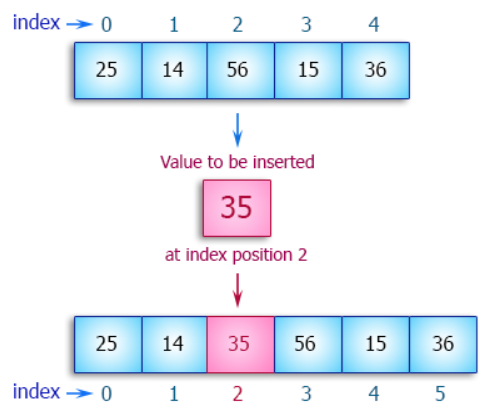 index 0 1 2 3 4
25 14 56 15 36
Value to be inserted
35
at index position 2
25 14 35 56 15 36
index 0 1 2 3 4 5